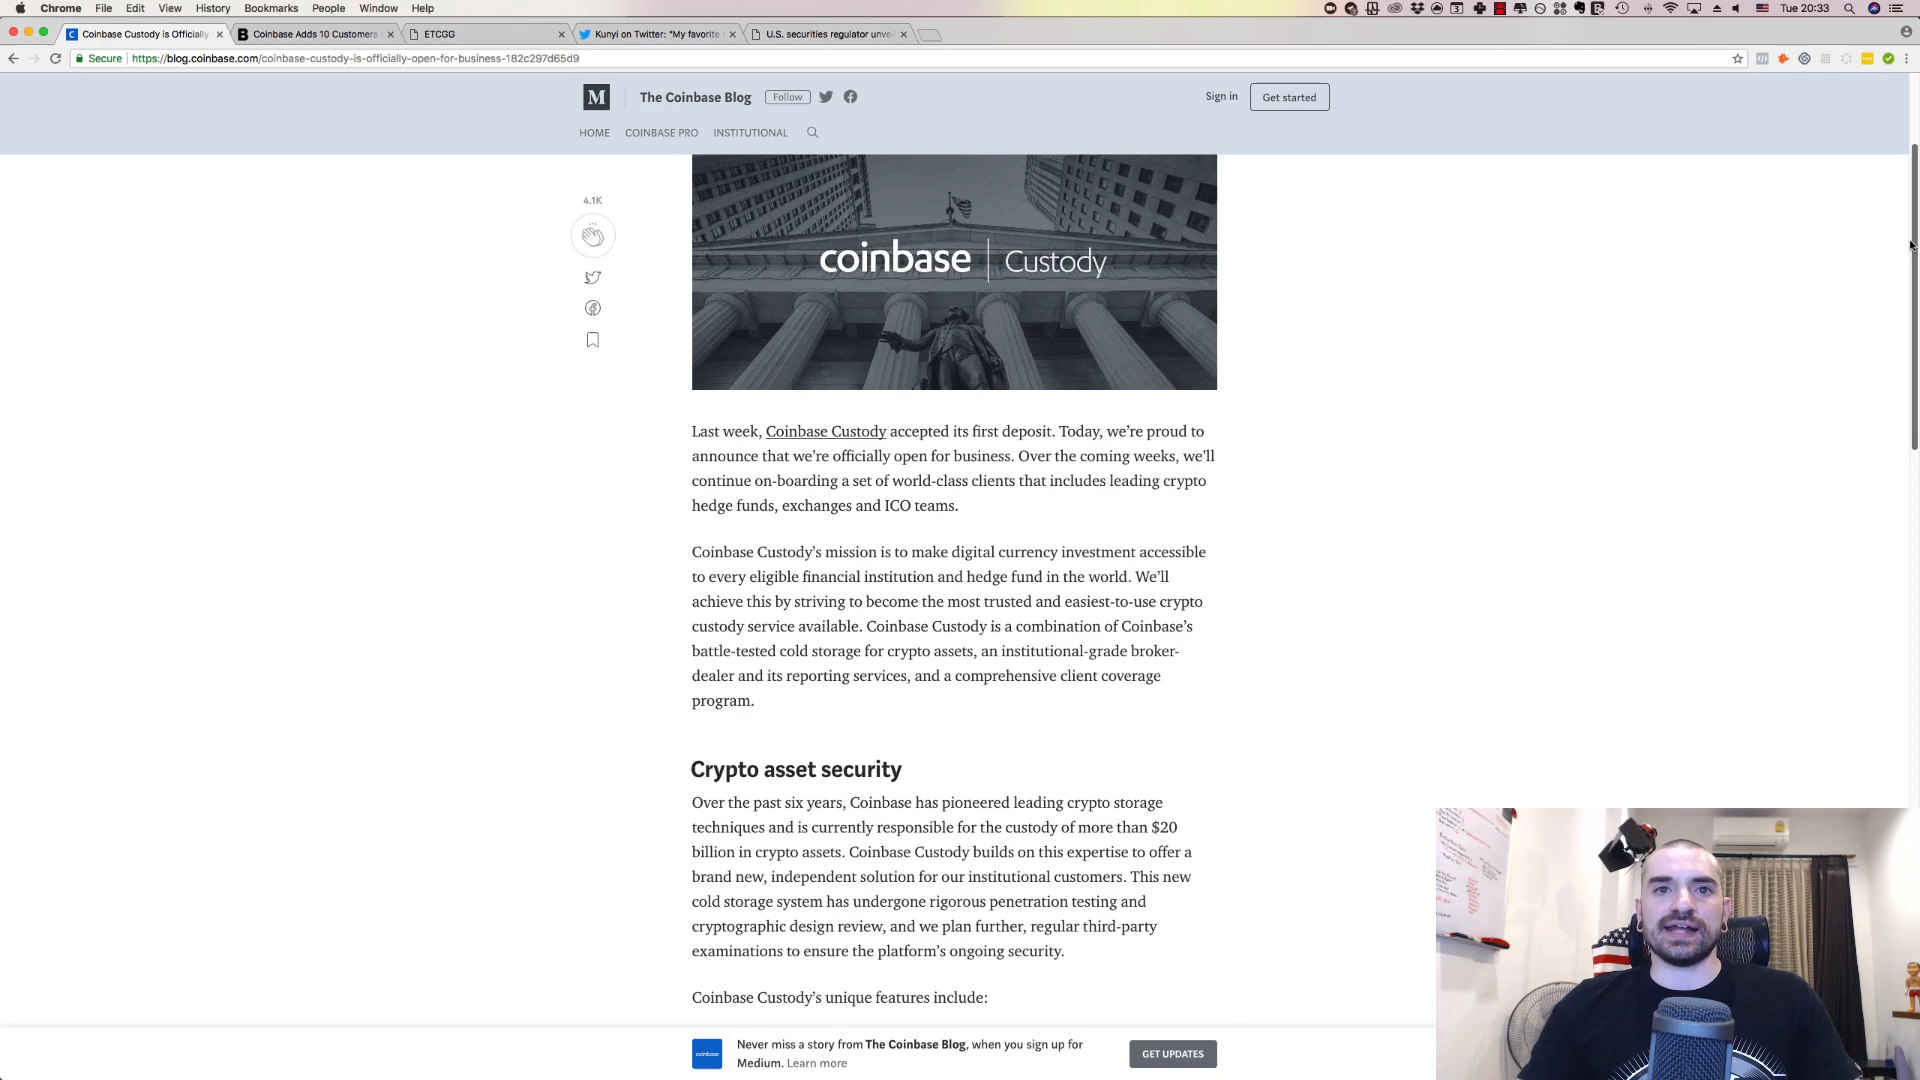 Chrome File Edit View History Bookmarks People Window Help
Tue 20:33
Coinbase Custody is Officially
Coinbase Adds 10 Customers
ETCGG
Kunyi on Twitter: "My favorite
U.S. securities regulator unvei
Secure https://blog.coinbase.com/coinbase-custody-is-officially-open-for-business-182c297d65d9
M The Coinbase Blog Follow
Sign in Get started
HOME COINBASE PRO INSTITUTIONAL
4.1K
coinbase Custody
Last week, Coinbase Custody accepted its first deposit. Today, we’re proud to
announce that we’re officially open for business. Over the coming weeks, we’ll
continue on-boarding a set of world-class clients that includes leading crypto
hedge funds, exchanges and ICO teams.
Coinbase Custody’s mission is to make digital currency investment accessible
to every eligible financial institution and hedge fund in the world. We’ll
achieve this by striving to become the most trusted and easiest-to-use crypto
custody service available. Coinbase Custody is a combination of Coinbase’s
battle-tested cold storage for crypto assets, an institutional-grade broker-
dealer and its reporting services, and a comprehensive client coverage
program.
Crypto asset security
Over the past six years, Coinbase has pioneered leading crypto storage
techniques and is currently responsible for the custody of more than $20
billion in crypto assets. Coinbase Custody builds on this expertise to offer a
brand new, independent solution for our institutional customers. This new
cold storage system has undergone rigorous penetration testing and
cryptographic design review, and we plan further, regular third-party
examinations to ensure the platform’s ongoing security.
Coinbase Custody’s unique features include:
coinbase
Never miss a story from The Coinbase Blog, when you sign up for
Medium. Learn more
GET UPDATES